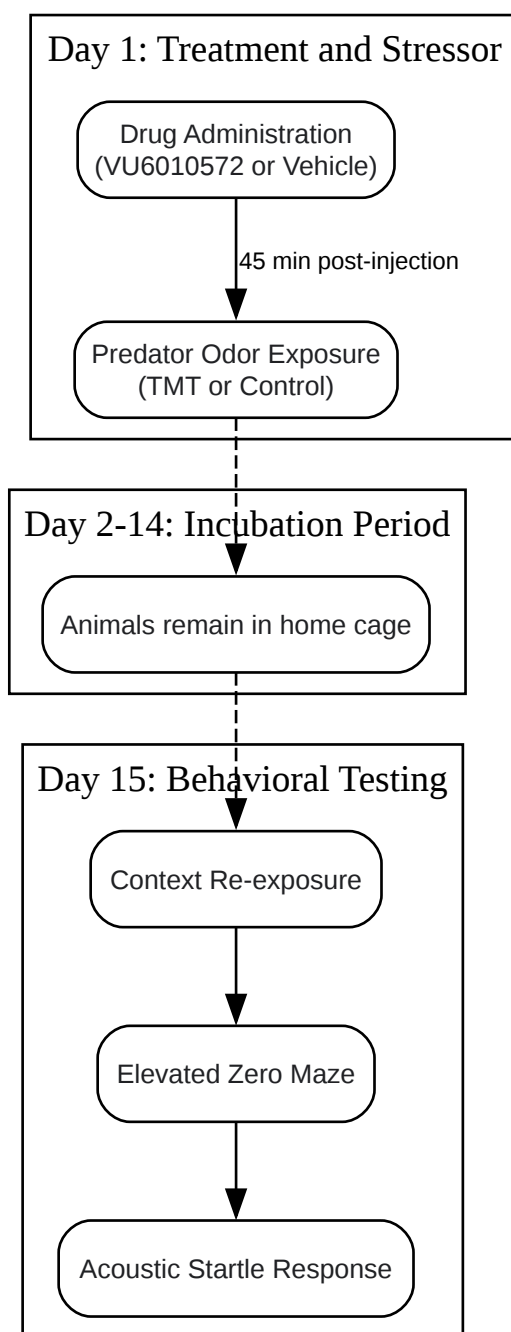 Day 1: Treatment and Stressor
Drug Administration
(VU6010572 or Vehicle)
45 min post-injection
Predator Odor Exposure
(TMT or Control)
Day 2-14: Incubation Period
Animals remain in home cage
Day 15: Behavioral Testing
Context Re-exposure
Elevated Zero Maze
Acoustic Startle Response